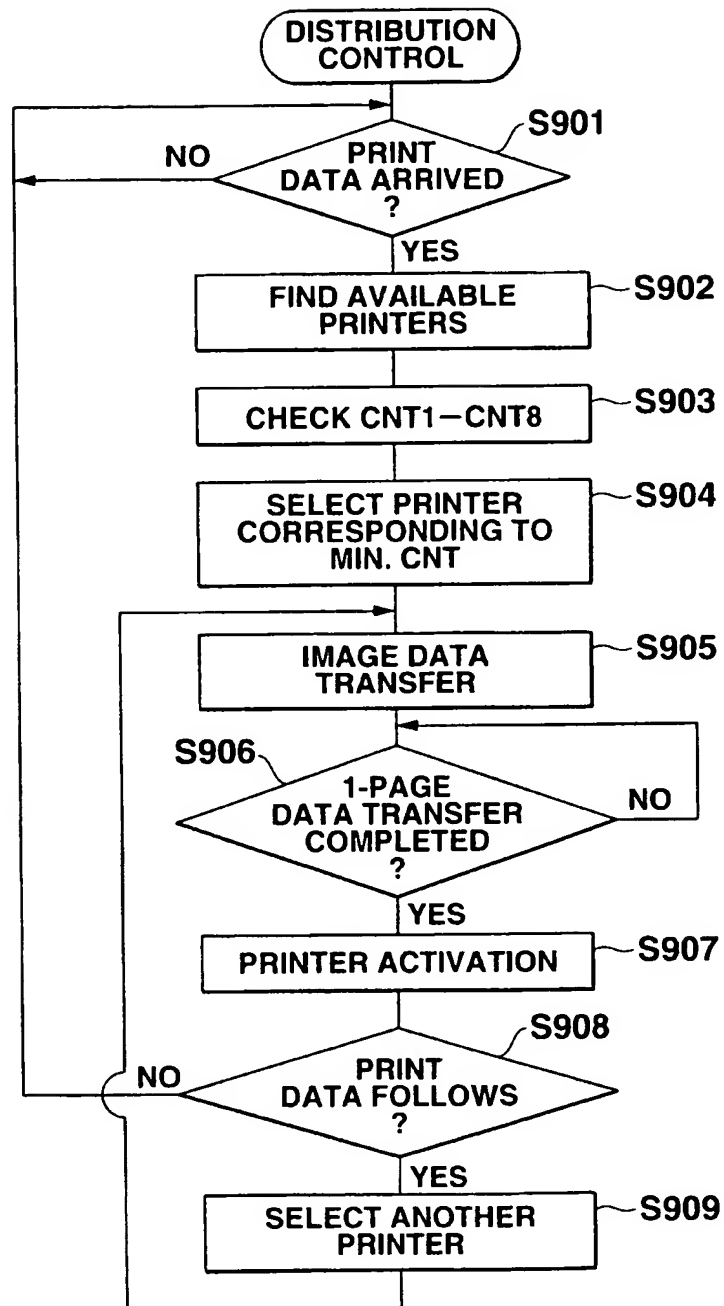 DISTRIBUTION
CONTROL
S901
NO
PRINT
DATA ARRIVED
?
YES
FIND AVAILABLE
PRINTERS
S902
CHECK CNT1—CNT8
S903
SELECT PRINTER
CORRESPONDING TO
MIN. CNT
S904
IMAGE DATA
TRANSFER
S905
S906
1-PAGE
DATA TRANSFER
COMPLETED
?
NO
YES
PRINTER ACTIVATION
S907
S908
NO
PRINT
DATA FOLLOWS
?
YES
SELECT ANOTHER
PRINTER
S909